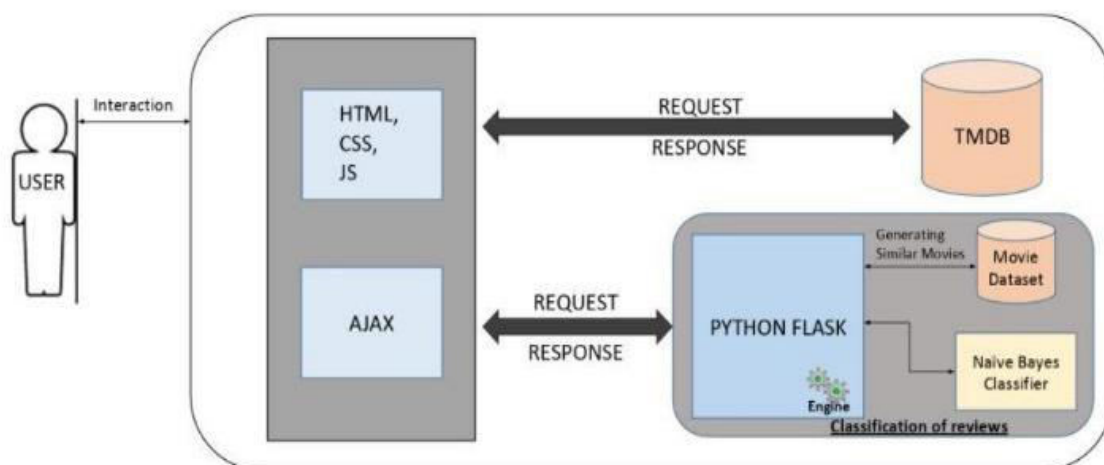 Interaction
USER
HTML,
CSS,
JS
REQUEST
RESPONSE
TMDB
AJAX
REQUEST
RESPONSE
PYTHON FLASK
Engine
Generating
Similar Movies
Movie
Dataset
Naïve Bayes
Classifier
Classification of reviews